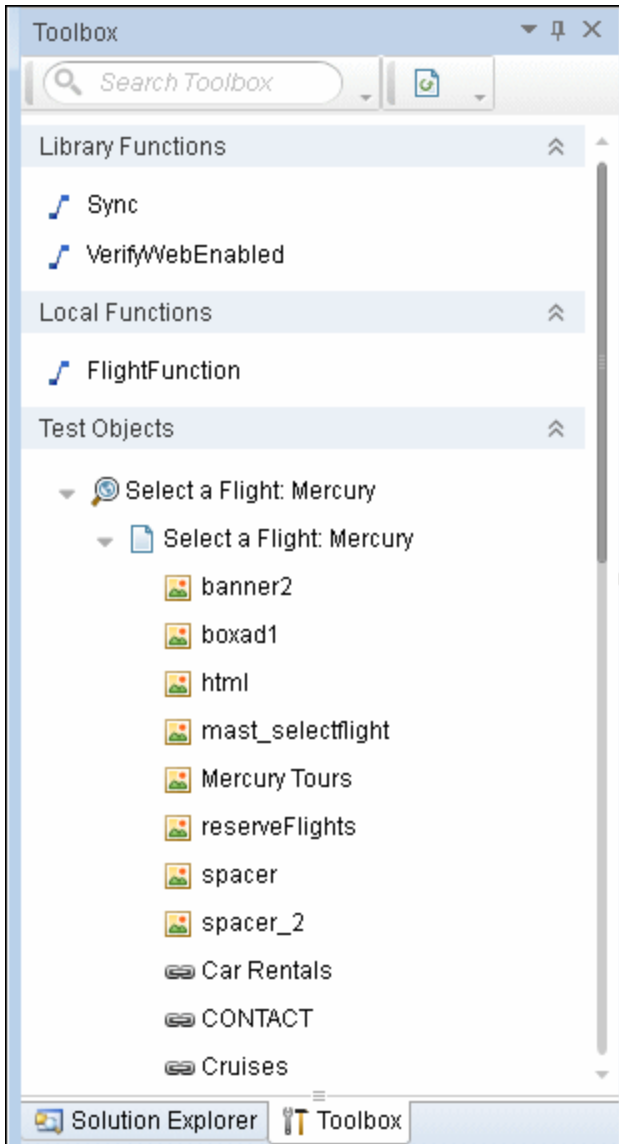 Toolbox
Search Toolbox
Library Functions
Sync
VerifyWebEnabled
Local Functions
FlightFunction
Test Objects
Select a Flight: Mercury
Select a Flight: Mercury
banner2
boxad1
html
mast_selectflight
Mercury Tours
reserveFlights
spacer
spacer_2
Car Rentals
CONTACT
Cruises
Solution Explorer Toolbox